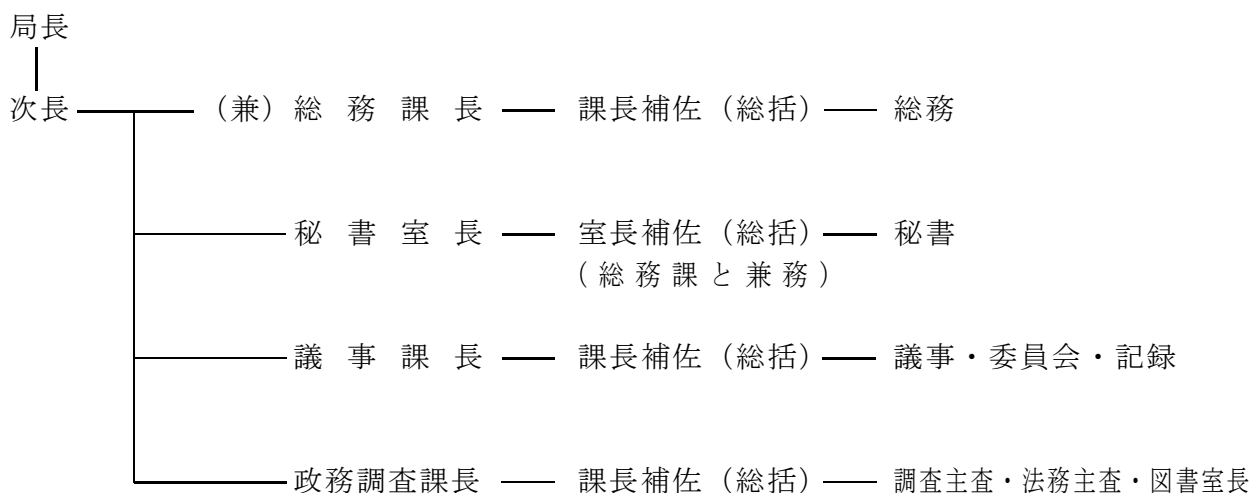 局長
次長 (兼) 総務課長 課長補佐 (総括) 総務
秘書室長 室長補佐 (総括) 秘書
(総務課と兼務)
議事課長 課長補佐 (総括) 議事・委員会・記録
政務調査課長 課長補佐 (総括) 調査主査・法務主査・図書室長